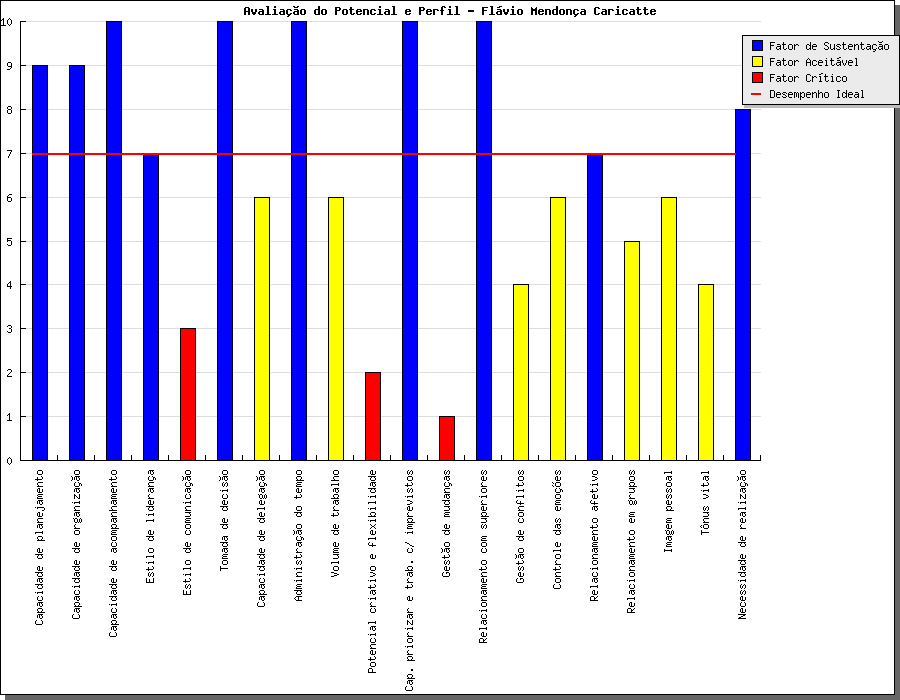 Avaliação do Potencial e Perfil - Flávio Mendonça Caricatte
Fator de Sustentação
Fator Aceitável
Fator Crítico
Desempenho Ideal
10
9
8
7
6
5
4
3
2
1
0
Capacidade de planejamento
Capacidade de organização
Capacidade de acompanhamento
Estilo de liderança
Estilo de comunicação
Tomada de decisão
Capacidade de delegação
Administração do tempo
Volume de trabalho
Potencial criativo e flexibilidade
Cap. priorizar e trab. c/ imprevistos
Gestão de mudanças
Relacionamento com superiores
Gestão de conflitos
Controle das emoções
Relacionamento afetivo
Relacionamento em grupos
Imagem pessoal
Tônus vital
Necessidade de realização